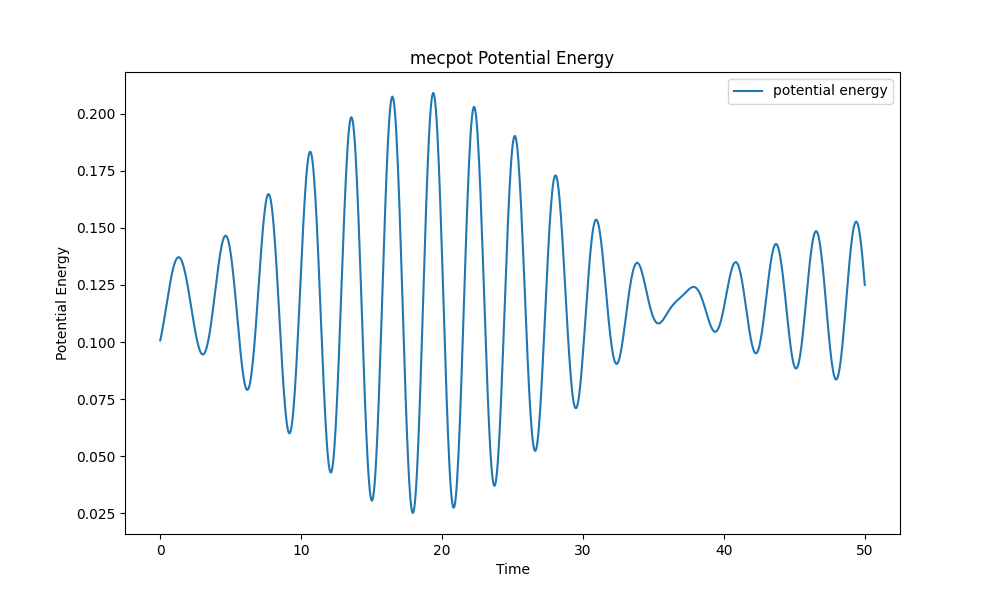 mecpot Potential Energy
potential energy
Potential Energy
0.200
0.175
0.150
0.125
0.100
0.075
0.050
0.025
0 10 20 30 40 50
Time